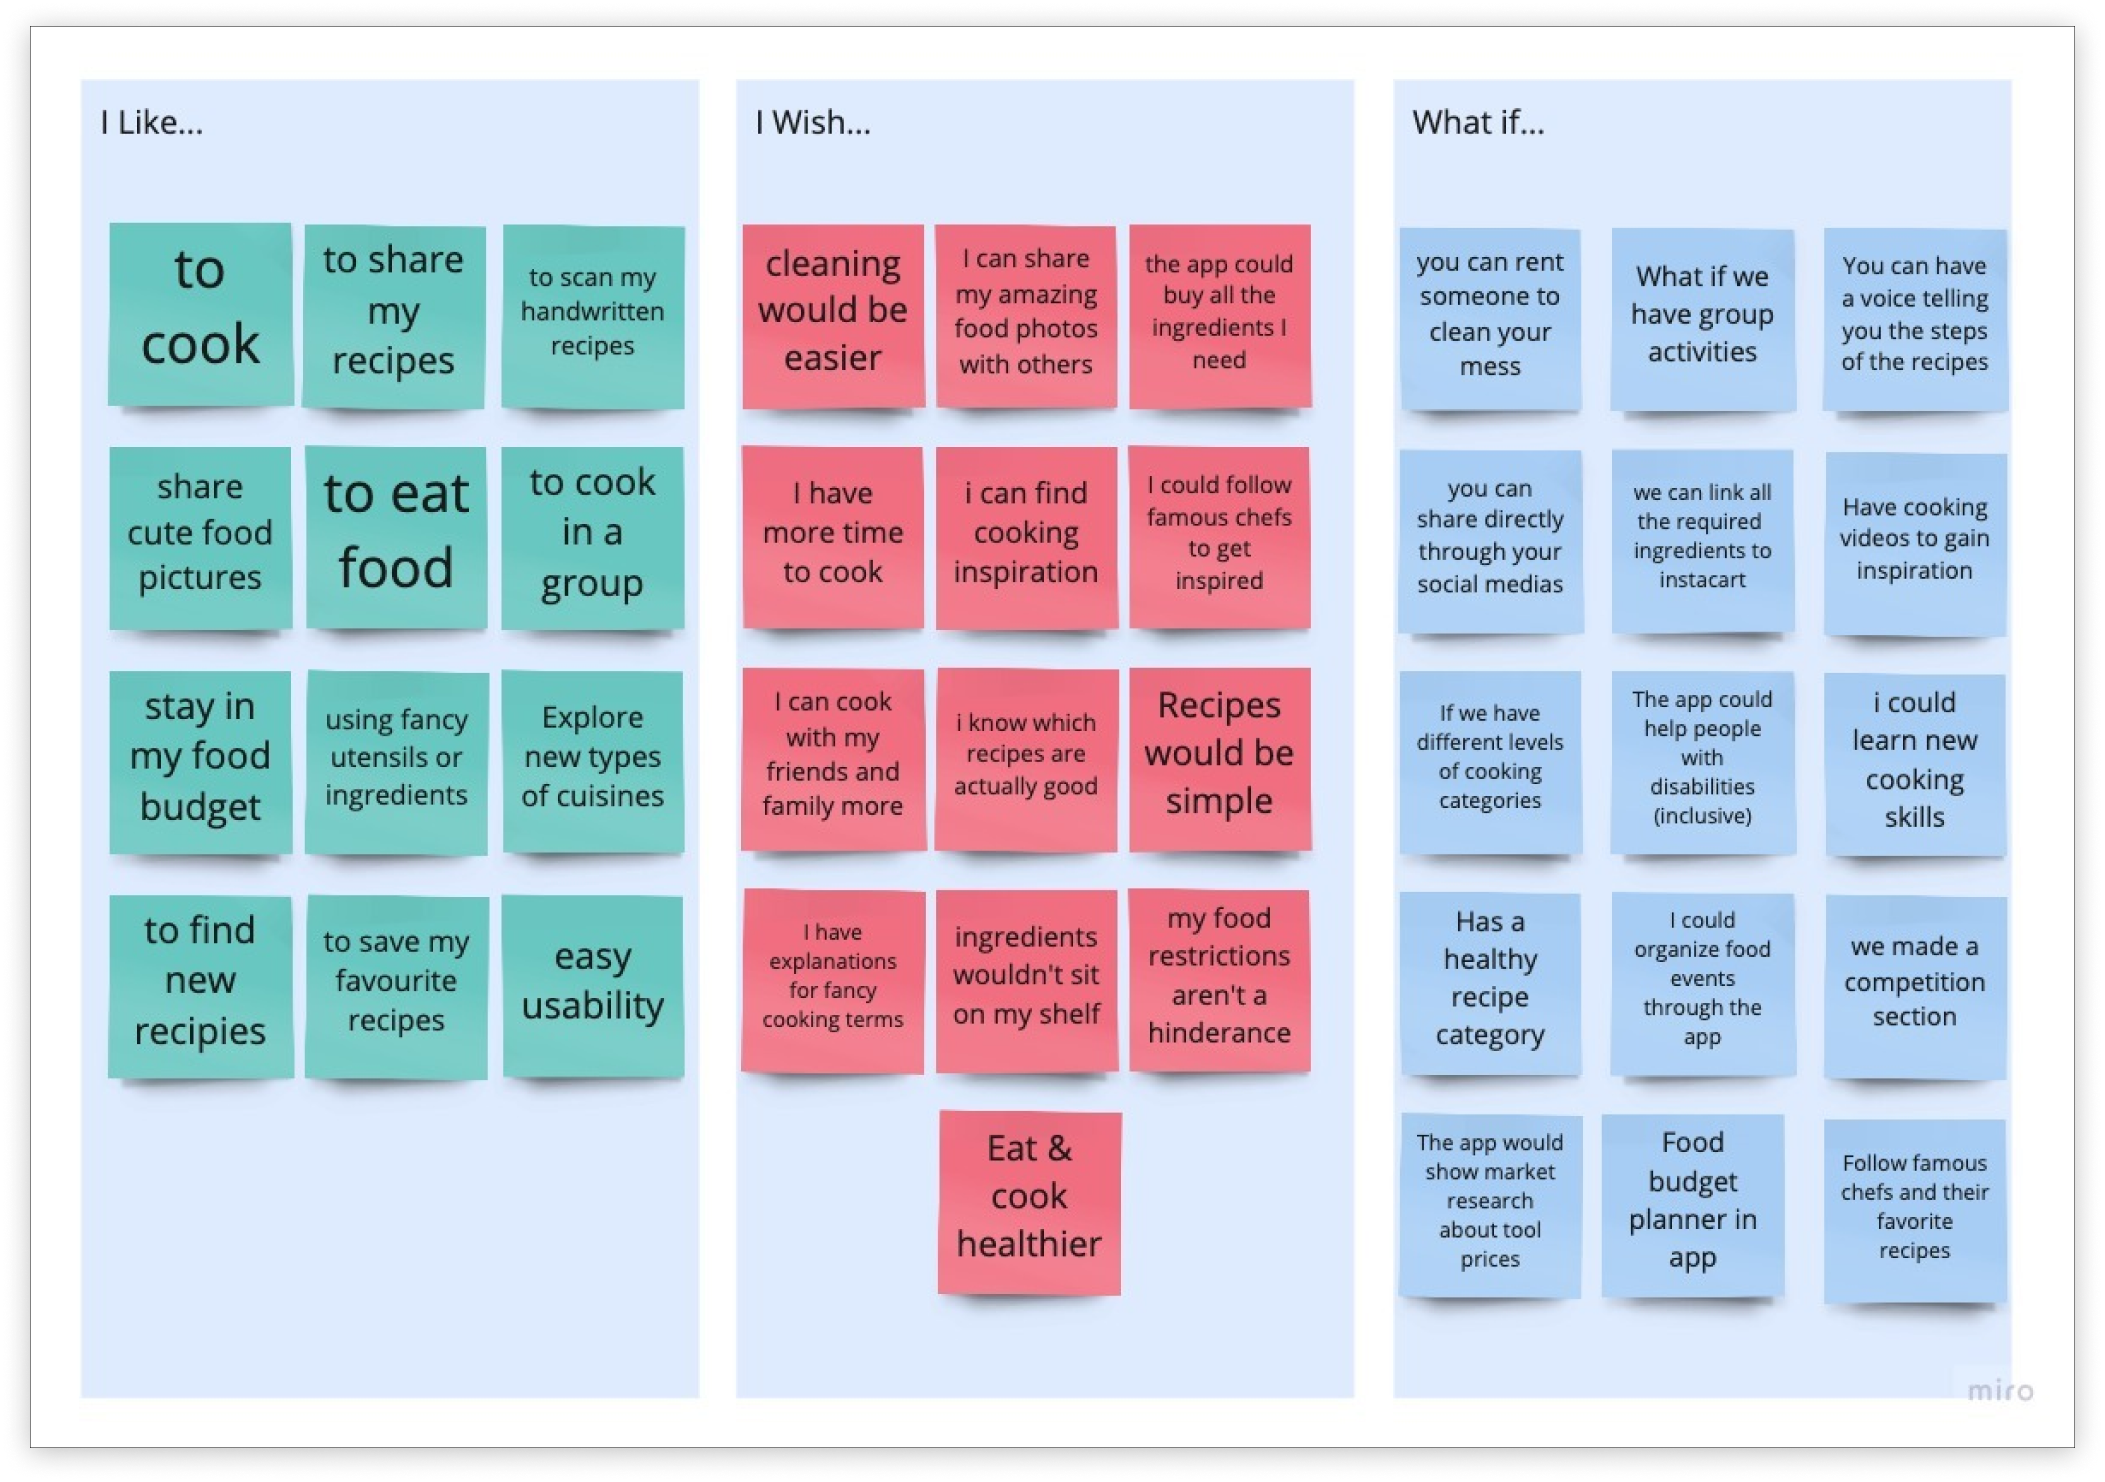 I Like...
to
cook
to share
my
recipes
to scan my
handwritten
recipes
share
cute food
pictures
to eat
food
to cook
in a
group
stay in
my food
budget
using fancy
utensils or
ingredients
Explore
new types
of cuisines
to find
new
recipies
to save my
favourite
recipes
easy
usability
I Wish...
cleaning
would be
easier
I can share
my amazing
food photos
with others
the app could
buy all the
ingredients I
need
I have
more time
to cook
i can find
cooking
inspiration
I could follow
famous chefs
to get
inspired
I can cook
with my
friends and
family more
i know which
recipes are
actually good
Recipes
would be
simple
I have
explanations
for fancy
cooking terms
ingredients
wouldn't sit
on my shelf
my food
restrictions
aren't a
hinderance
Eat &
cook
healthier
What if...
you can rent
someone to
clean your
mess
What if we
have group
activities
You can have
a voice telling
you the steps
of the recipes
you can
share directly
through your
social medias
we can link all
the required
ingredients to
instacart
Have cooking
videos to gain
inspiration
If we have
different levels
of cooking
categories
The app could
help people
with
disabilities
(inclusive)
i could
learn new
cooking
skills
Has a
healthy
recipe
category
I could
organize food
events
through the
app
we made a
competition
section
The app would
show market
research
about tool
prices
Food
budget
planner in
app
Follow famous
chefs and their
favorite
recipes
miro